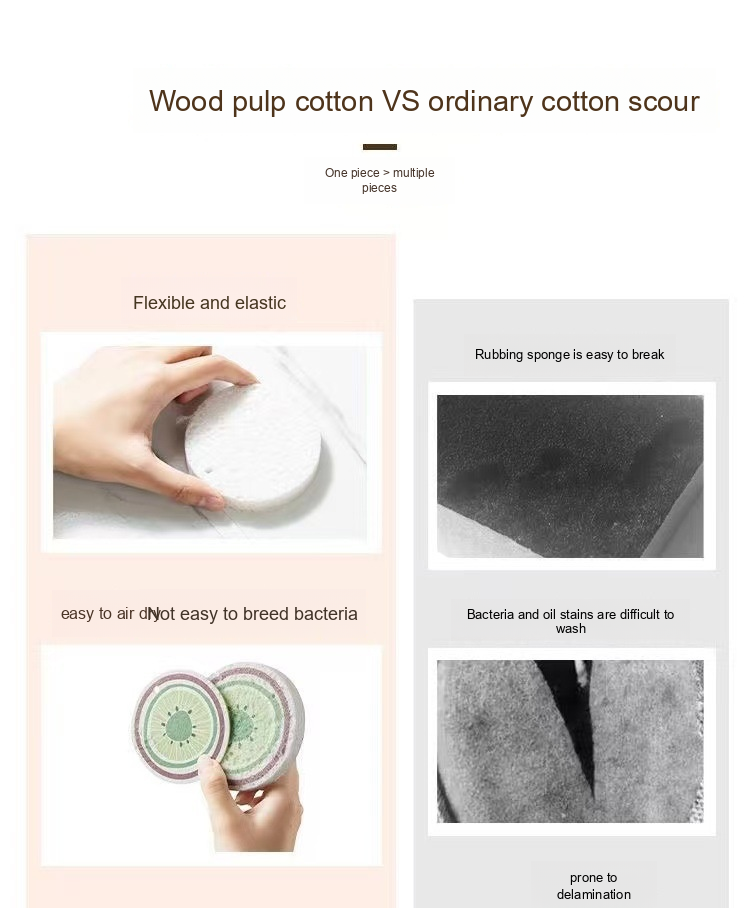 Wood pulp cotton VS ordinary cotton scour
One piece > multiple
pieces
Flexible and elastic
easy to air dry
Not easy to breed bacteria
Rubbing sponge is easy to break
Bacteria and oil stains are difficult to
wash
prone to
delamination